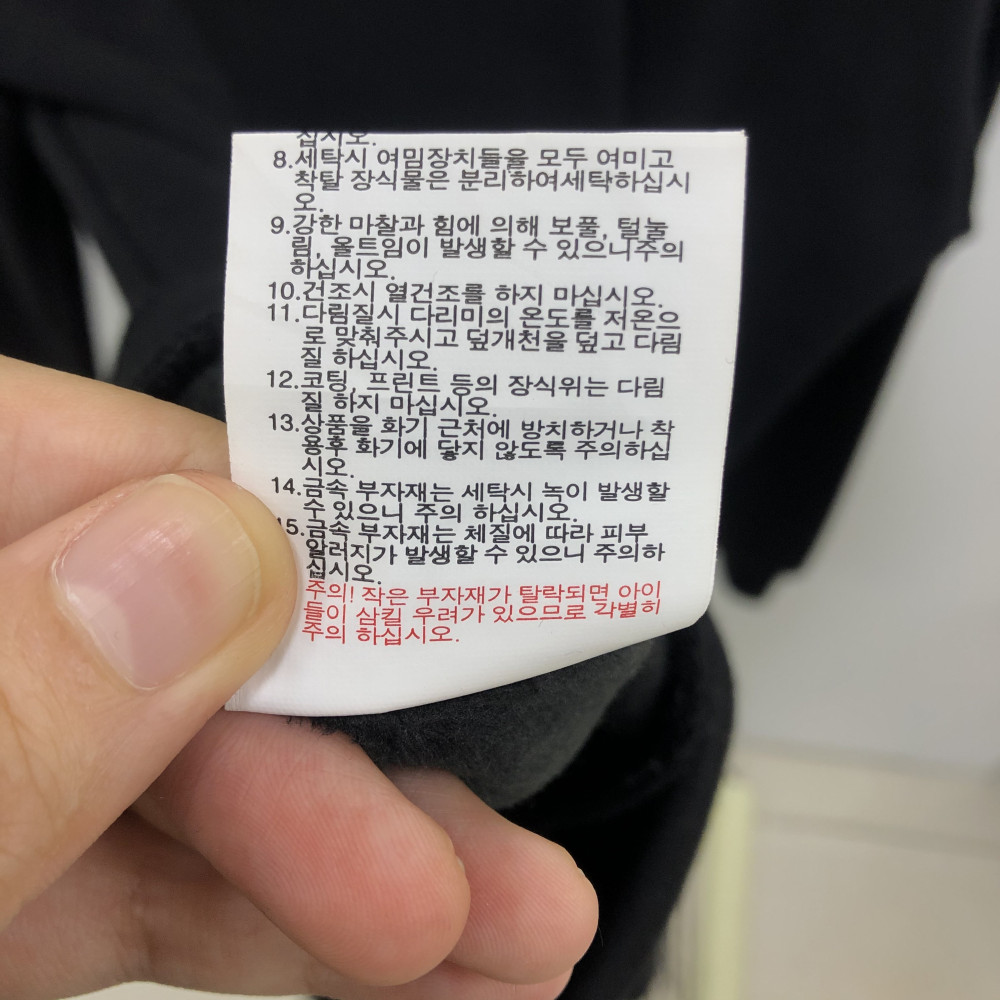 십시오.
8.세탁시 여밈장치들을 모두 여미고
착탈 장식물은 분리하여세탁하십시
오.
9.강한 마찰과 힘에 의해 보풀, 털눌
림, 올트임이 발생할 수 있으니주의
하십시오.
10.건조시 열건조를 하지 마십시오.
11.다림질시 다리미의 온도를 저온으
로 맞춰주시고 덮개천을 덮고 다림
질 하십시오.
12.코팅, 프린트 등의 장식위는 다림
질 하지 마십시오.
13.상품을 화기 근처에 방치하거나 착
용후 화기에 닿지 않도록 주의하십
시오.
14.금속 부자재는 세탁시 녹이 발생할
수 있으니 주의 하십시오.
15.금속 부자재는 체질에 따라 피부
알러지가 발생할 수 있으니 주의하
십시오.
주의! 작은 부자재가 탈락되면 아이
들이 삼킬 우려가 있으므로 각별히
주의 하십시오.